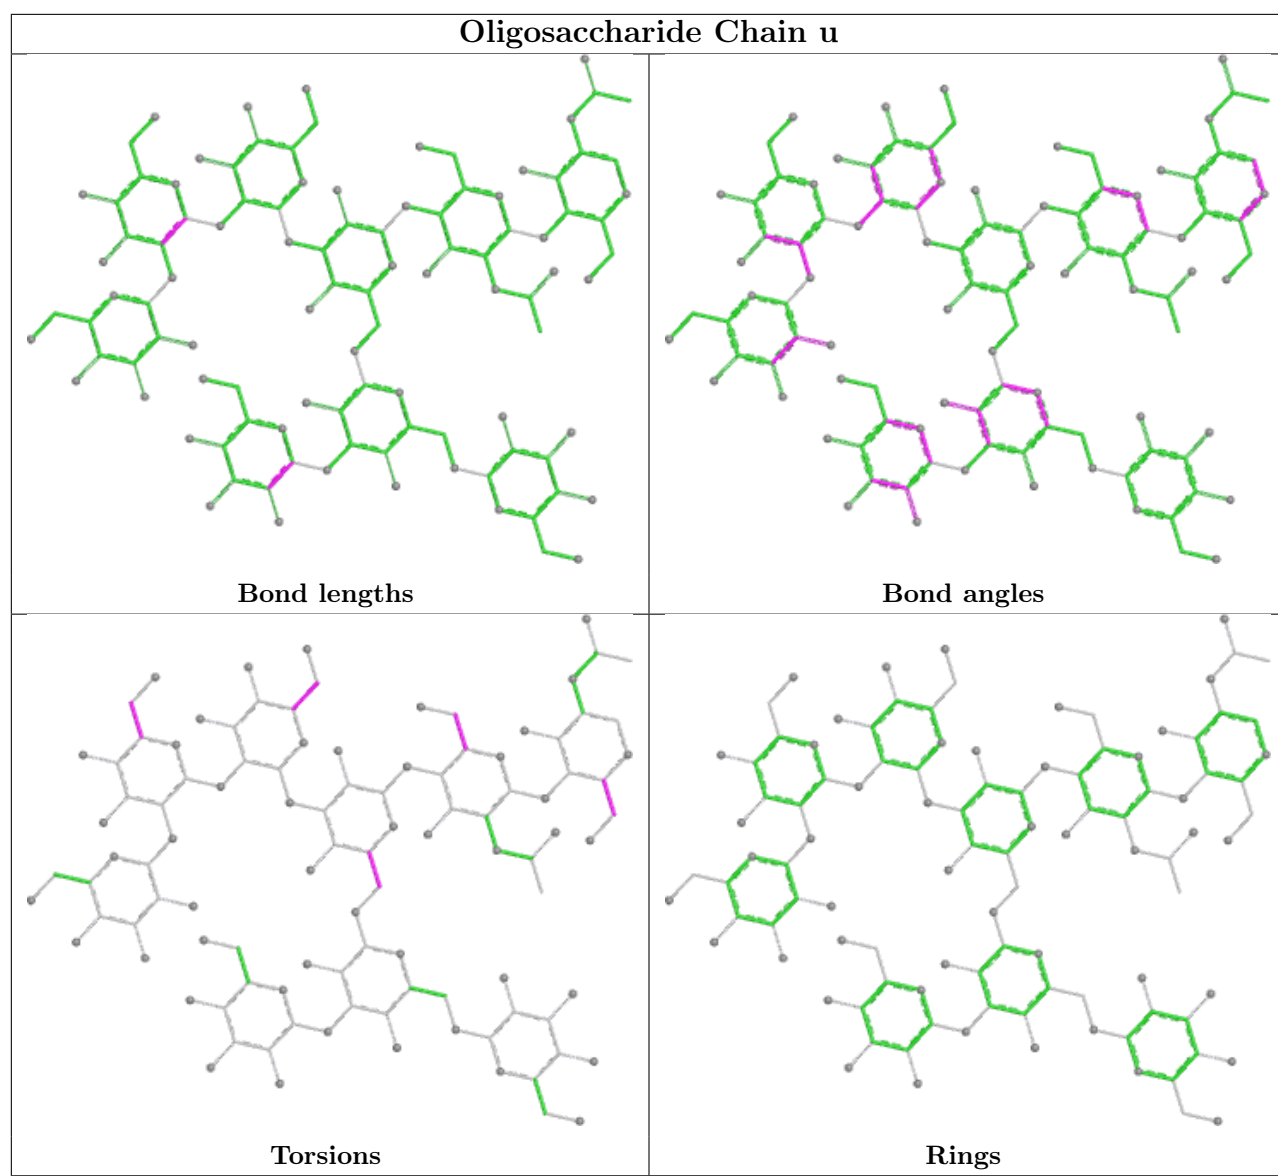 Oligosaccharide Chain u
Bond lengths
Bond angles
Torsions
Rings